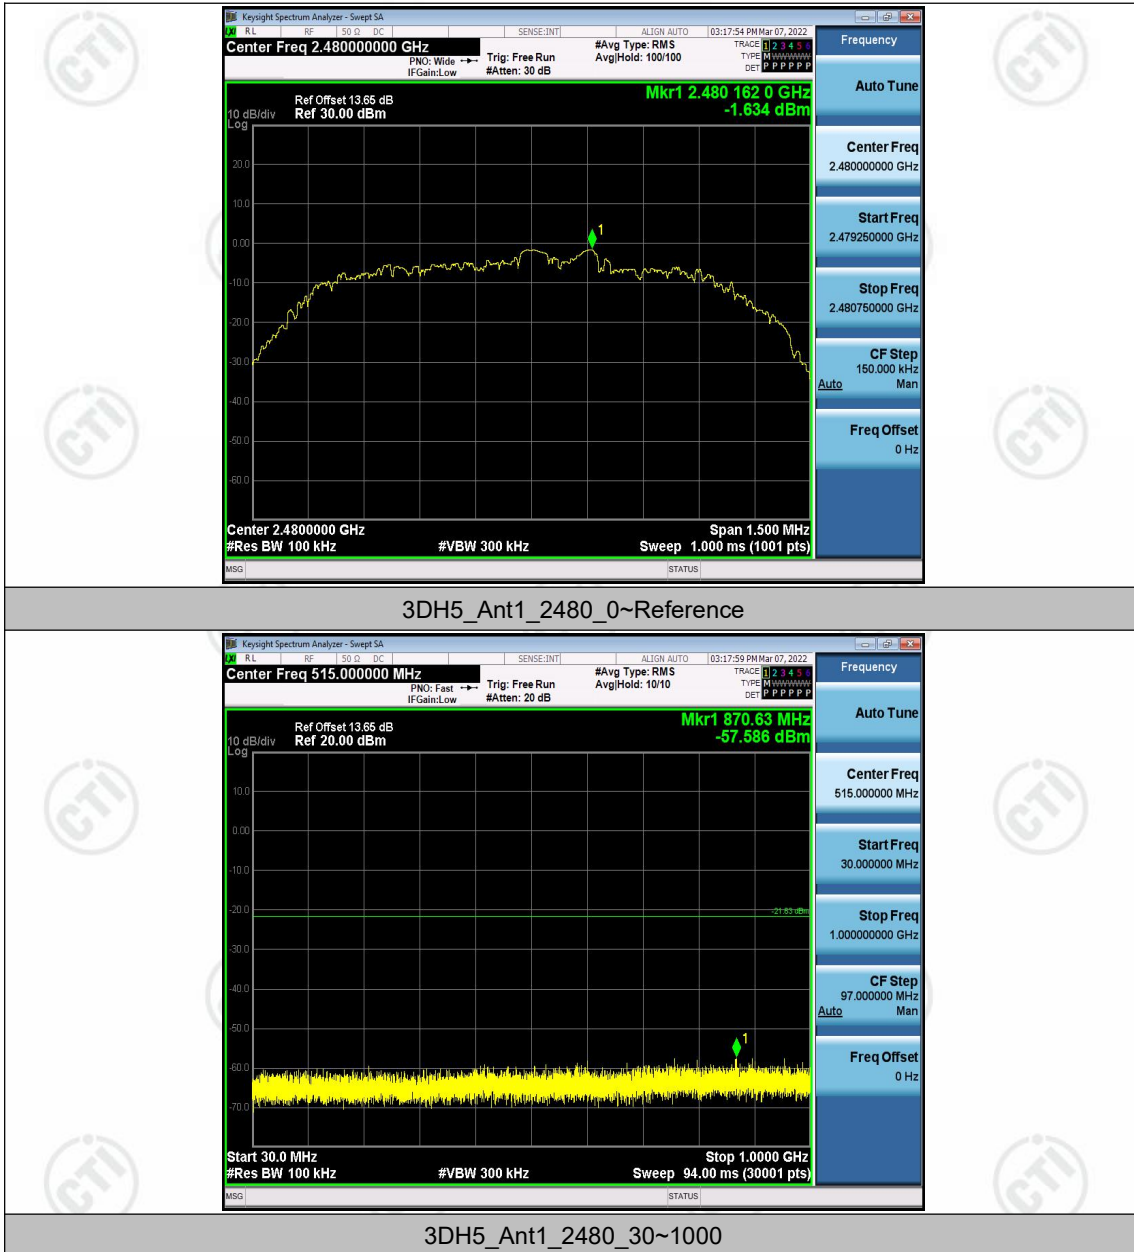 Keysight Spectrum Analyzer - Swept SA
LXI RL RF 50 Ω DC SENSE:INT ALIGN AUTO 03:17:54 PM Mar 07, 2022
Center Freq 2.480000000 GHz
PNO: Wide
IFGain:Low
Trig: Free Run
#Atten: 30 dB
#Avg Type: RMS
Avg|Hold: 100/100
TRACE 1 2 3 4 5 6
TYPE M WWWWW
DET P P P P P P
Frequency
Mkr1 2.480 162 0 GHz
-1.634 dBm
Ref Offset 13.65 dB
10 dB/div Ref 30.00 dBm
Log
1
20.0
10.0
0.00
-10.0
-20.0
-30.0
-40.0
-50.0
-60.0
Center 2.4800000 GHz Span 1.500 MHz
#Res BW 100 kHz #VBW 300 kHz Sweep 1.000 ms (1001 pts)
MSG STATUS
Auto Tune
Center Freq
2.480000000 GHz
Start Freq
2.479250000 GHz
Stop Freq
2.480750000 GHz
CF Step
150.000 kHz
Auto Man
Freq Offset
0 Hz
3DH5_Ant1_2480_0~Reference
Keysight Spectrum Analyzer - Swept SA
LXI RL RF 50 Ω DC SENSE:INT ALIGN AUTO 03:17:59 PM Mar 07, 2022
Center Freq 515.000000 MHz
PNO: Fast
IFGain:Low
Trig: Free Run
#Atten: 20 dB
#Avg Type: RMS
Avg|Hold: 10/10
TRACE 1 2 3 4 5 6
TYPE M WWWWW
DET P P P P P P
Frequency
Mkr1 870.63 MHz
-57.586 dBm
Ref Offset 13.65 dB
10 dB/div Ref 20.00 dBm
Log
10.0
0.00
-10.0
-20.0
-21.63 dBm
-30.0
-40.0
-50.0
1
-60.0
-70.0
Start 30.0 MHz Stop 1.0000 GHz
#Res BW 100 kHz #VBW 300 kHz Sweep 94.00 ms (30001 pts)
MSG STATUS
Auto Tune
Center Freq
515.000000 MHz
Start Freq
30.000000 MHz
Stop Freq
1.000000000 GHz
CF Step
97.000000 MHz
Auto Man
Freq Offset
0 Hz
3DH5_Ant1_2480_30~1000
CTI
CTI
CTI
CTI
CTI
CTI
CTI
CTI